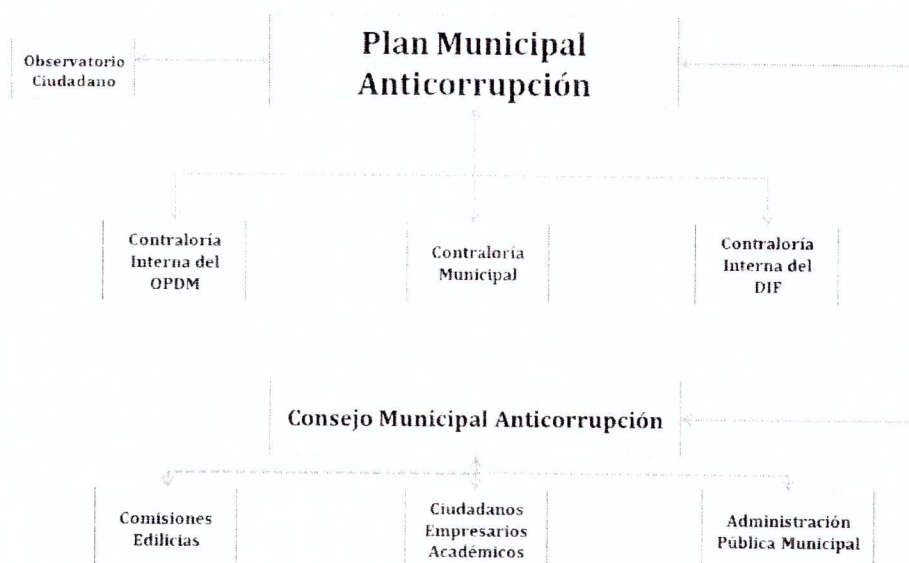 Observatorio
Ciudadano
Plan Municipal
Anticorrupción
Contraloría
Interna del
OPDM
Contraloría
Municipal
Contraloría
Interna del
DIF
Consejo Municipal Anticorrupción
Comisiones
Edilicias
Ciudadanos
Empresarios
Académicos
Administración
Pública Municipal